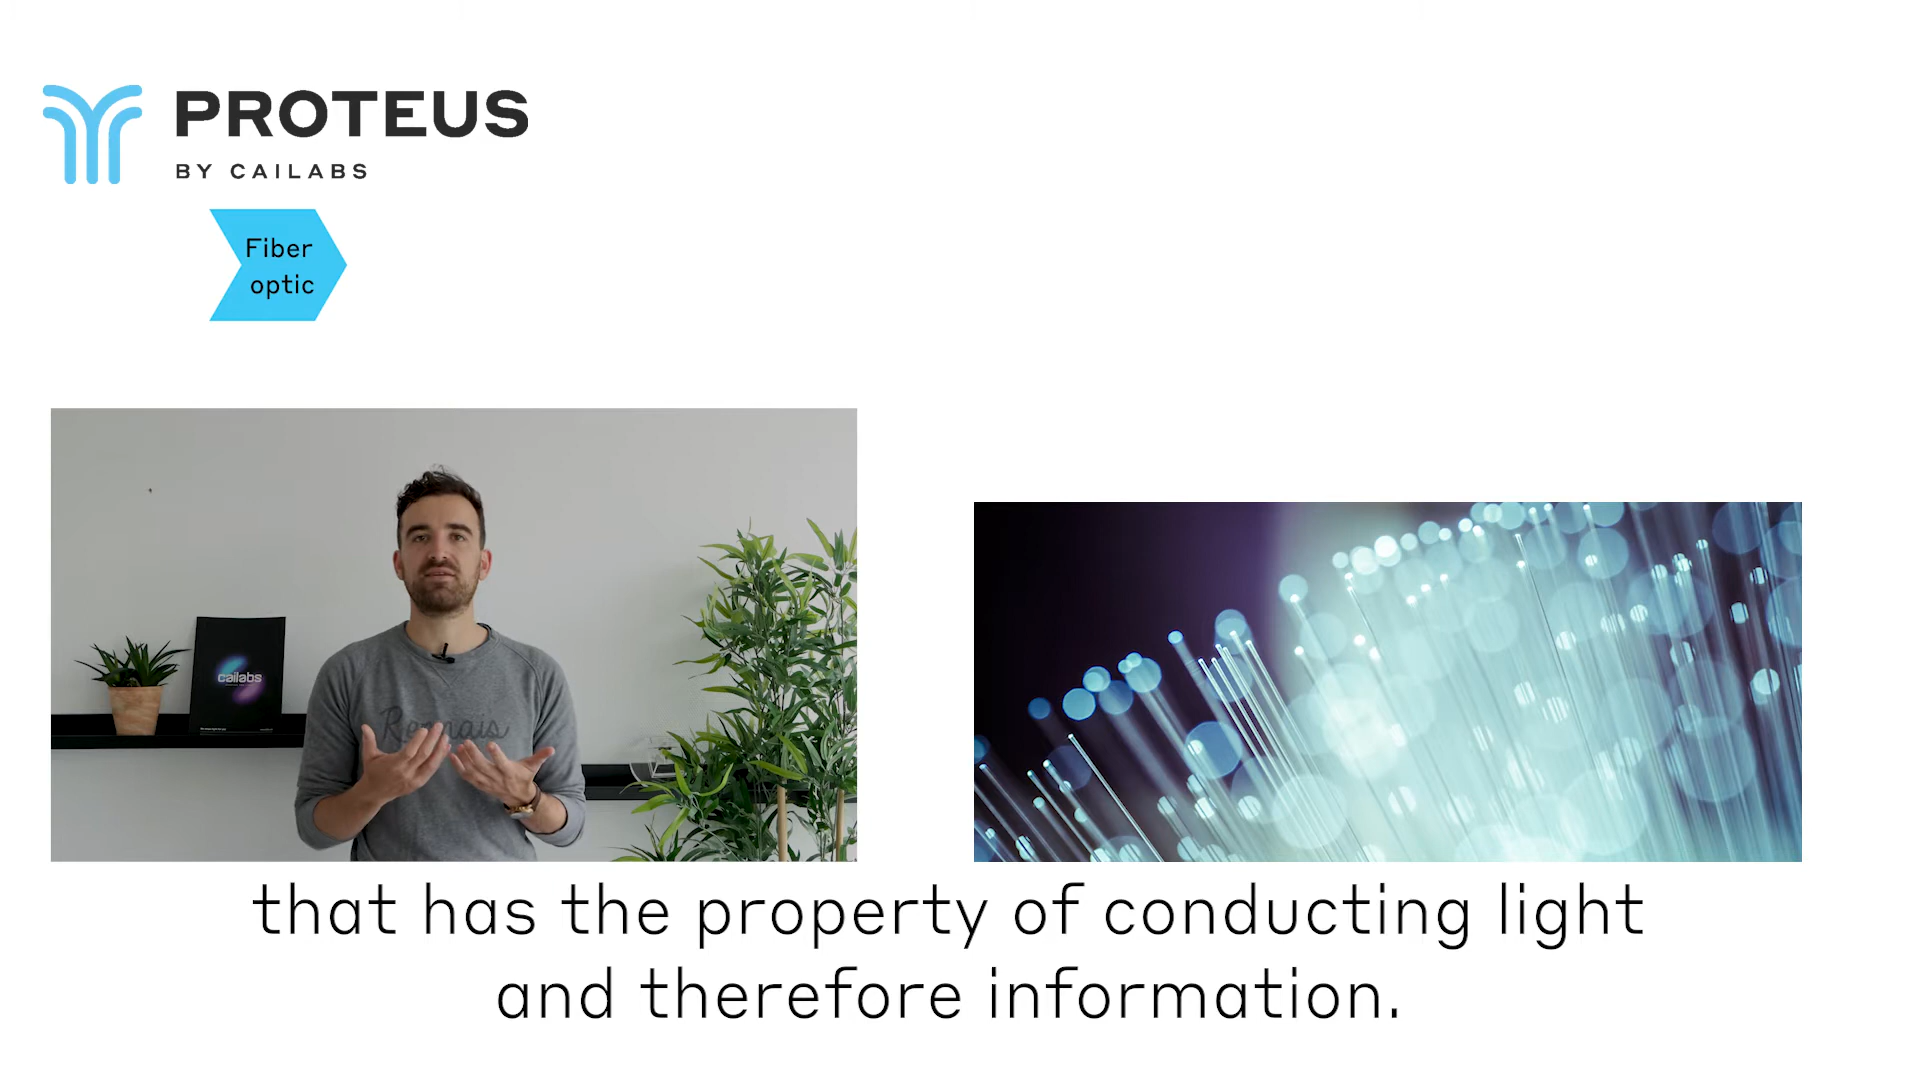 PROTEUS
BY CAILABS
Fiber
optic
cailabs
that has the property of conducting light
and therefore information.